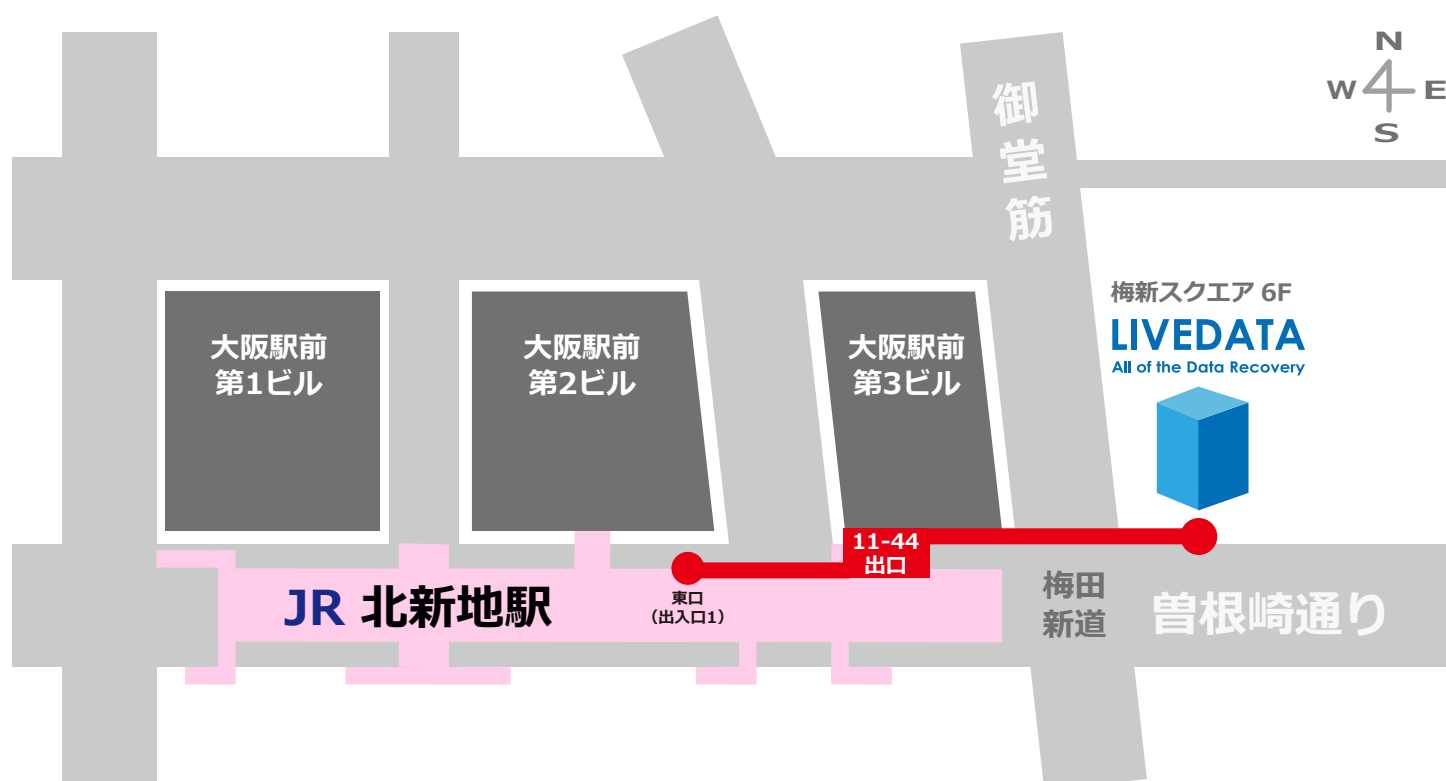 N
W E
S
御堂筋
梅新スクエア 6F
LIVEDATA
All of the Data Recovery
大阪駅前
第1ビル
大阪駅前
第2ビル
大阪駅前
第3ビル
11-44
出口
JR 北新地駅
東口
（出入口1）
梅田
新道
曽根崎通り